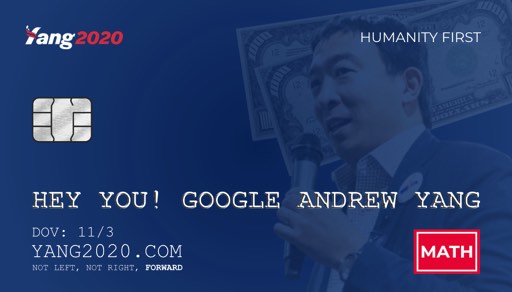 Yang2020
HUMANITY FIRST
HEY YOU! GOOGLE ANDREW YANG
DOV: 11/3
YANG2020.COM
NOT LEFT, NOT RIGHT, FORWARD
MATH